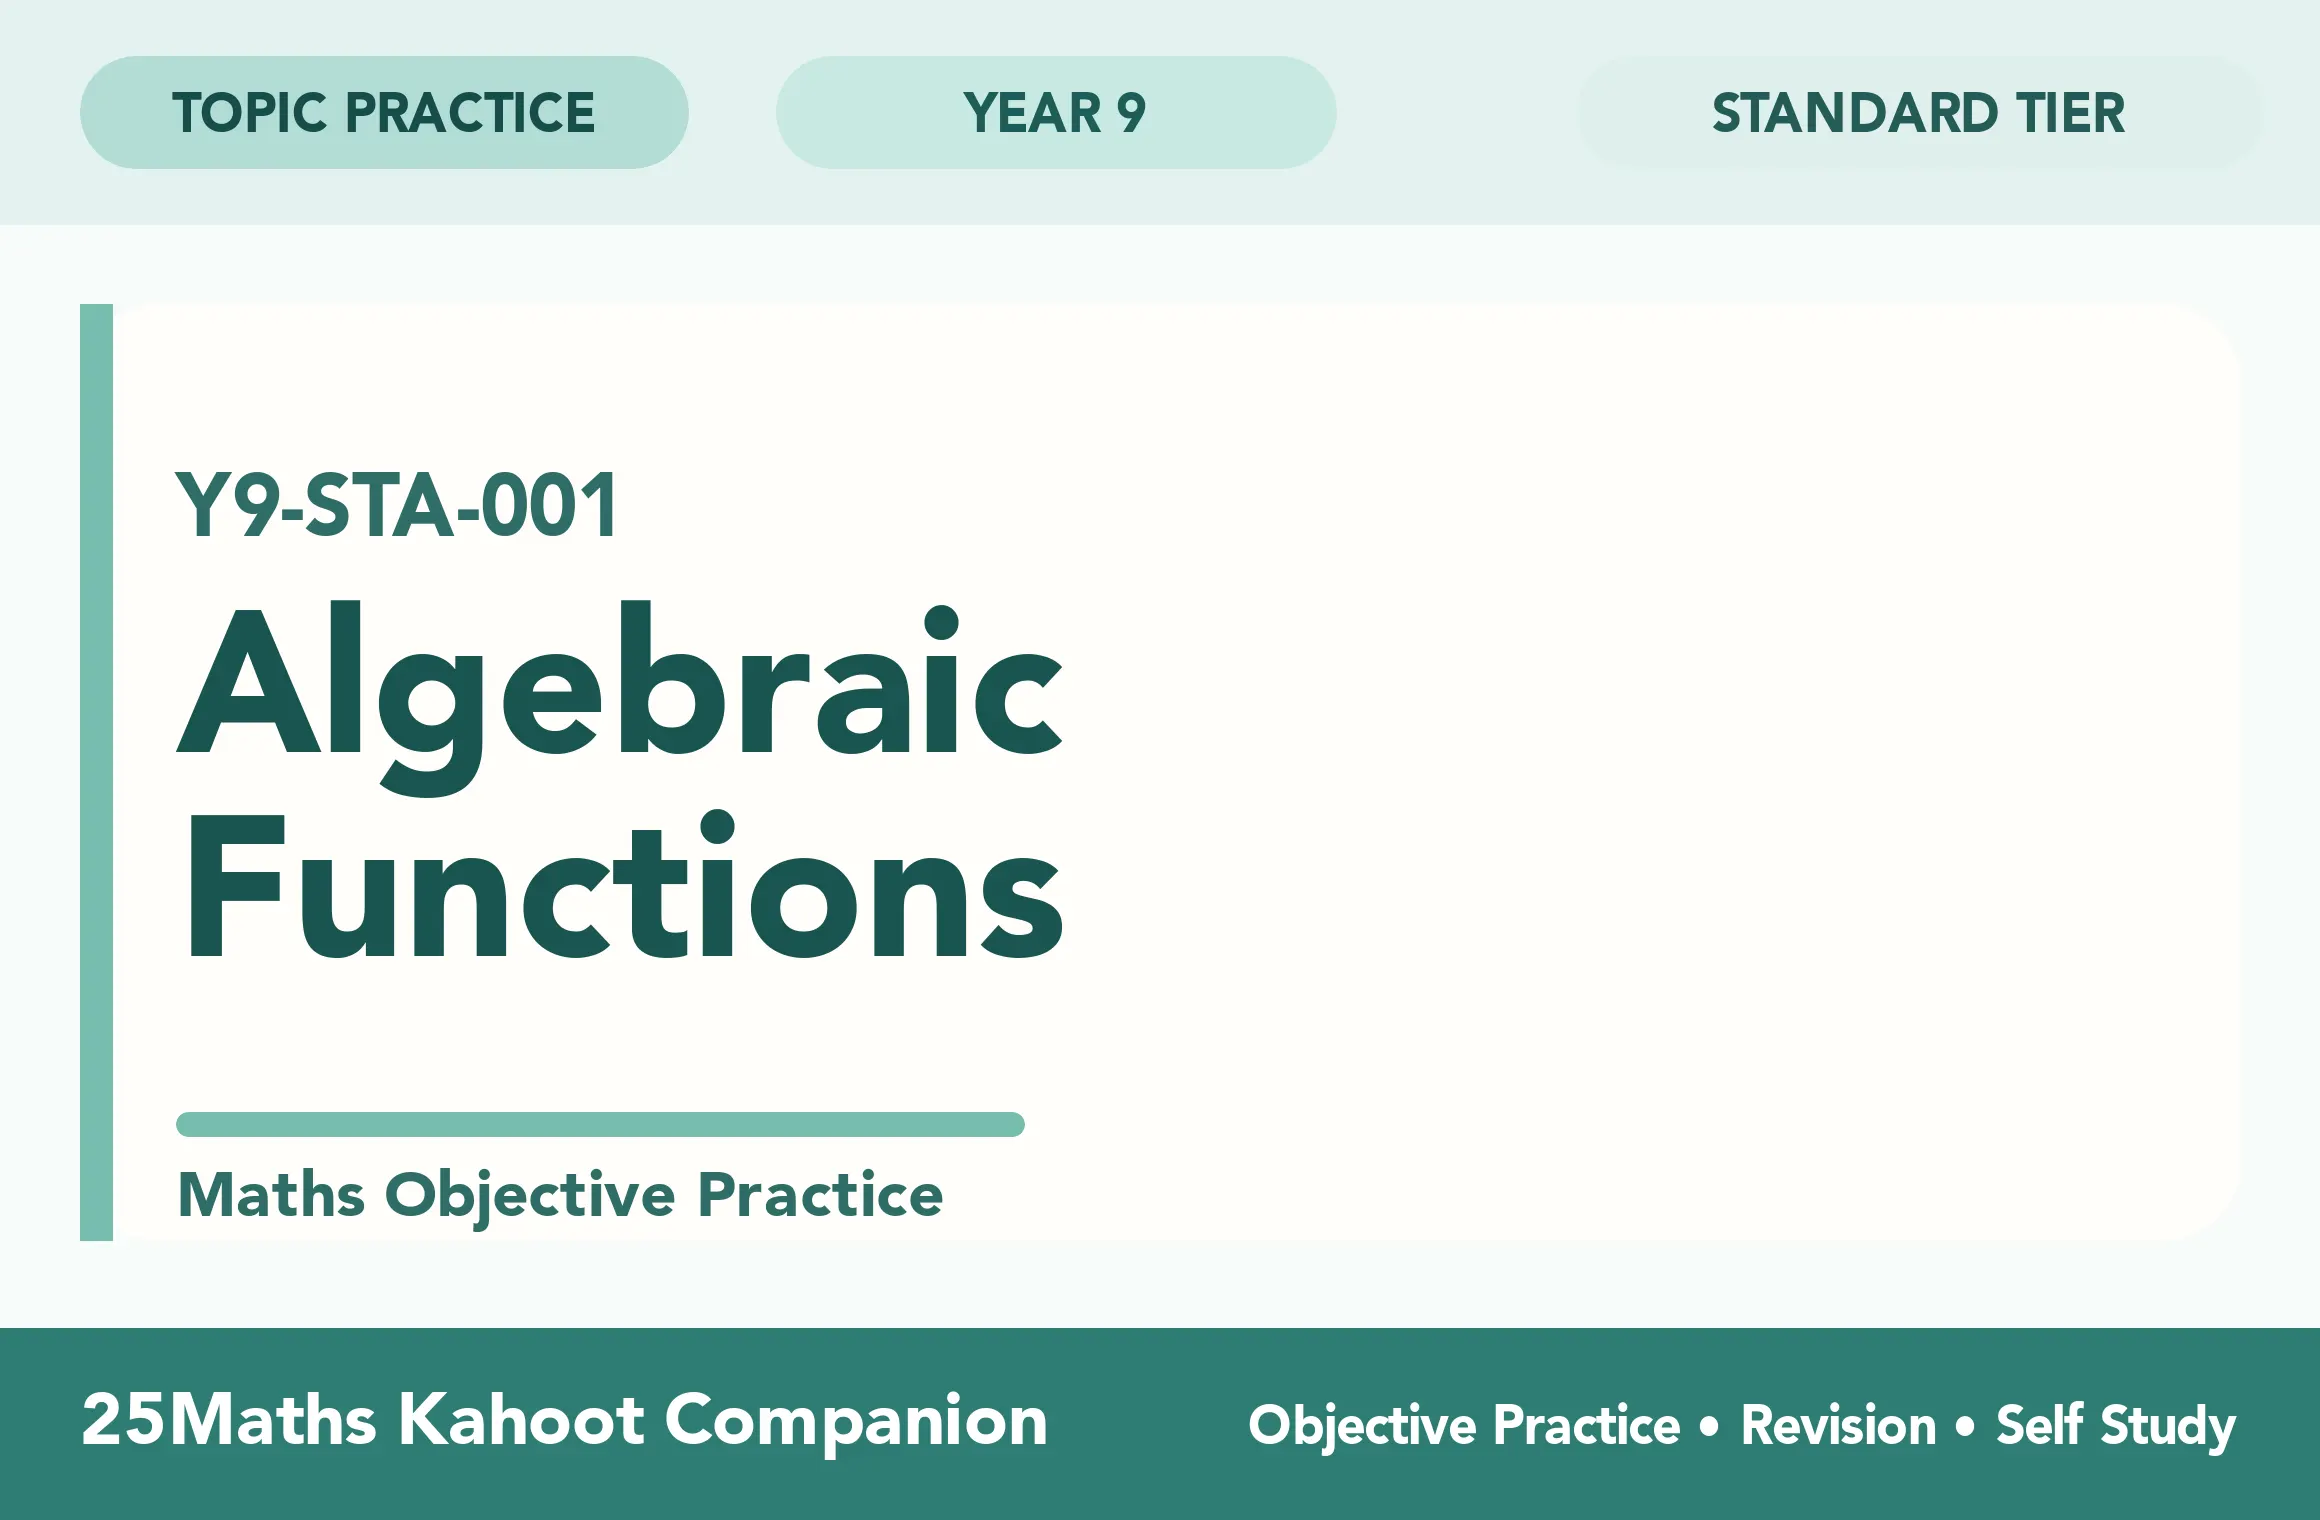 TOPIC PRACTICE
YEAR 9
STANDARD TIER
Y9-STA-001
Algebraic
Functions
Maths Objective Practice
25Maths Kahoot Companion
Objective Practice • Revision • Self Study